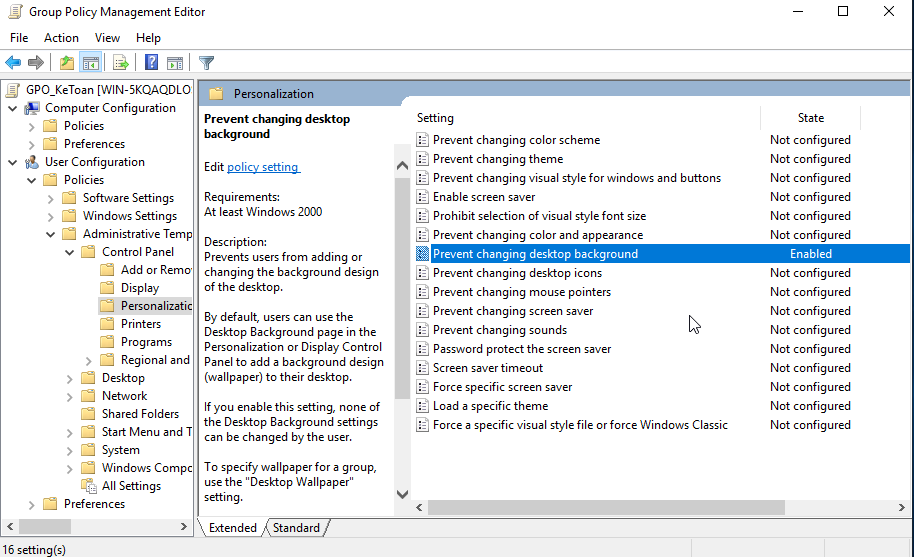 Group Policy Management Editor
File Action View Help
GPO_KeToan [WIN-5KQAQDLO
Computer Configuration
Policies
Preferences
User Configuration
Policies
Software Settings
Windows Settings
Administrative Temp
Control Panel
Add or Remo
Display
Personalizatic
Printers
Programs
Regional and
Desktop
Network
Shared Folders
Start Menu and T
System
Windows Compo
All Settings
Preferences
Personalization
Prevent changing desktop
background
Edit policy setting
Requirements:
At least Windows 2000
Description:
Prevents users from adding or
changing the background design
of the desktop.
By default, users can use the
Desktop Background page in the
Personalization or Display Control
Panel to add a background design
(wallpaper) to their desktop.
If you enable this setting, none of
the Desktop Background settings
can be changed by the user.
To specify wallpaper for a group,
use the "Desktop Wallpaper"
setting.
Setting State
Prevent changing color scheme Not configured
Prevent changing theme Not configured
Prevent changing visual style for windows and buttons Not configured
Enable screen saver Not configured
Prohibit selection of visual style font size Not configured
Prevent changing color and appearance Not configured
Prevent changing desktop background Enabled
Prevent changing desktop icons Not configured
Prevent changing mouse pointers Not configured
Prevent changing screen saver Not configured
Prevent changing sounds Not configured
Password protect the screen saver Not configured
Screen saver timeout Not configured
Force specific screen saver Not configured
Load a specific theme Not configured
Force a specific visual style file or force Windows Classic Not configured
Extended Standard
16 setting(s)